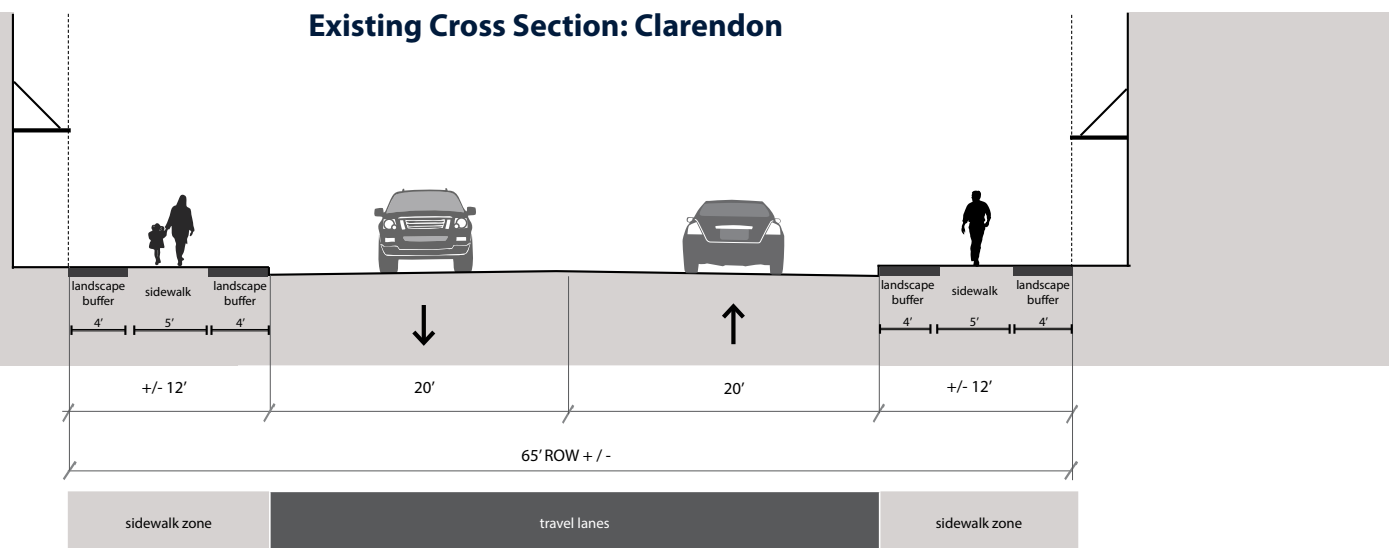 Existing Cross Section: Clarendon
landscape
buffer
sidewalk
landscape
buffer
landscape
buffer
sidewalk
landscape
buffer
4’
5’
4’
4’
5’
4’
+/- 12’
20’
20’
+/- 12’
65’ ROW + / -
sidewalk zone
travel lanes
sidewalk zone